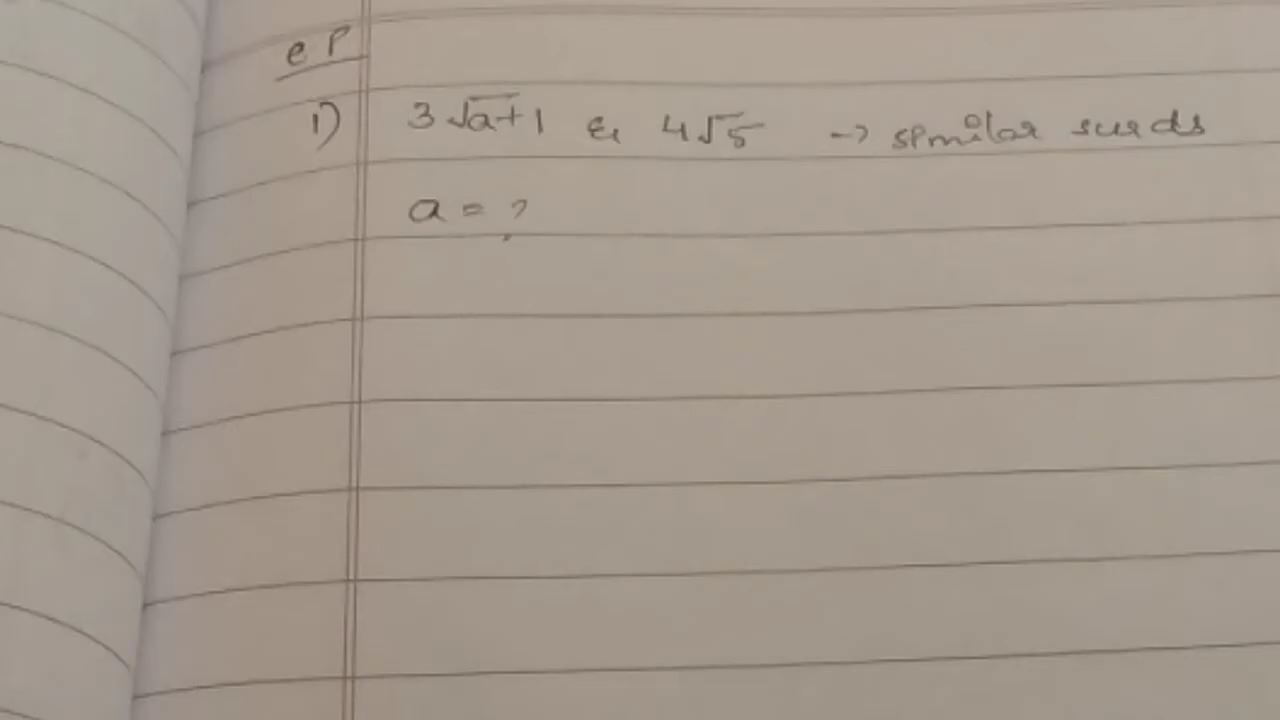 eP
1) 3√a+1 & 4√5 -> similar surds
a = ?